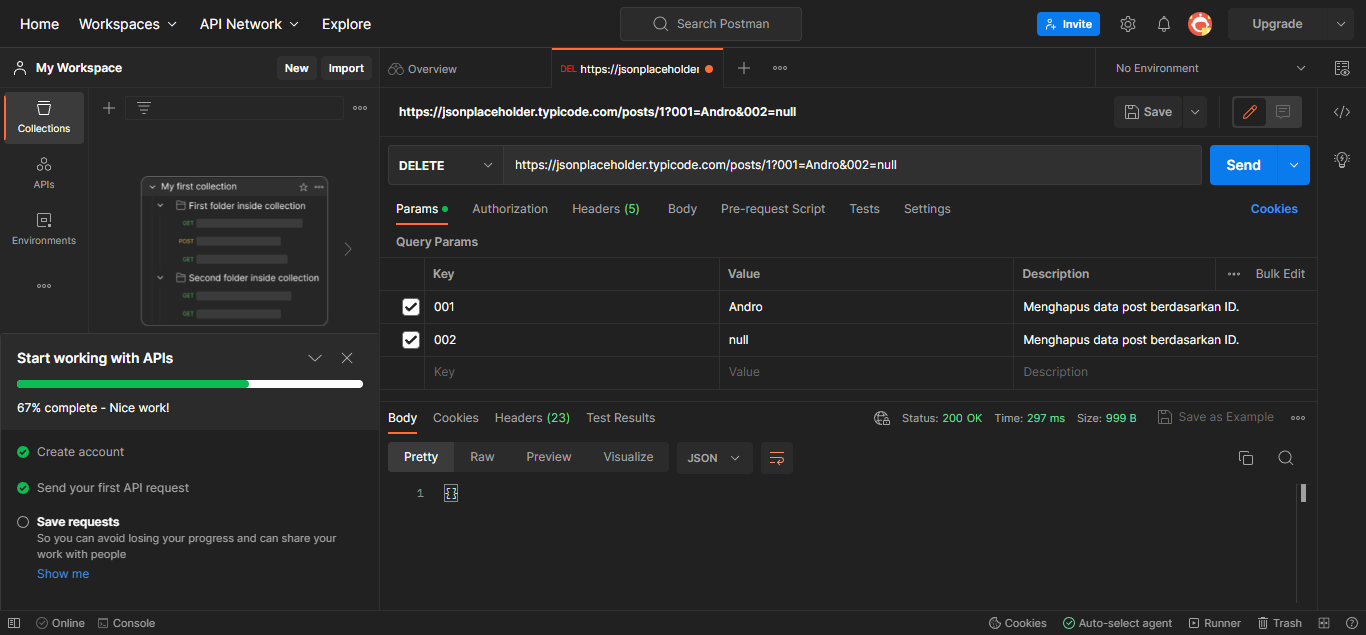 Home Workspaces API Network Explore Search Postman Invite Upgrade
My Workspace New Import Overview DEL https://jsonplaceholder No Environment
https://jsonplaceholder.typicode.com/posts/1?001=Andro&002=null Save
Collections
APIs
Environments
My first collection
First folder inside collection
GET
POST
GET
Second folder inside collection
GET
GET
DELETE https://jsonplaceholder.typicode.com/posts/1?001=Andro&002=null Send
Params Authorization Headers (5) Body Pre-request Script Tests Settings Cookies
Query Params
Key Value Description Bulk Edit
001 Andro Menghapus data post berdasarkan ID.
002 null Menghapus data post berdasarkan ID.
Key Value Description
Start working with APIs
67% complete - Nice work!
Create account
Send your first API request
Save requests
So you can avoid losing your progress and can share your
work with people
Show me
Body Cookies Headers (23) Test Results Status: 200 OK Time: 297 ms Size: 999 B Save as Example
Pretty Raw Preview Visualize JSON
1 {}
Online Console Cookies Auto-select agent Runner Trash